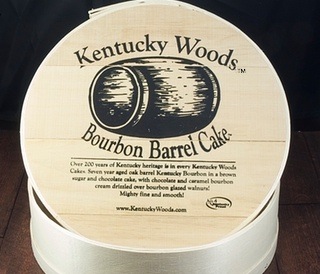 Kentucky Woods™
Bourbon Barrel Cake
Over 200 years of Kentucky heritage is in every Kentucky Woods
Cakes. Seven year aged oak barrel Kentucky Bourbon in a brown
sugar and chocolate cake, with chocolate and caramel bourbon
cream drizzled over bourbon glazed walnuts!
Mighty fine and smooth!
www.KentuckyWoods.com